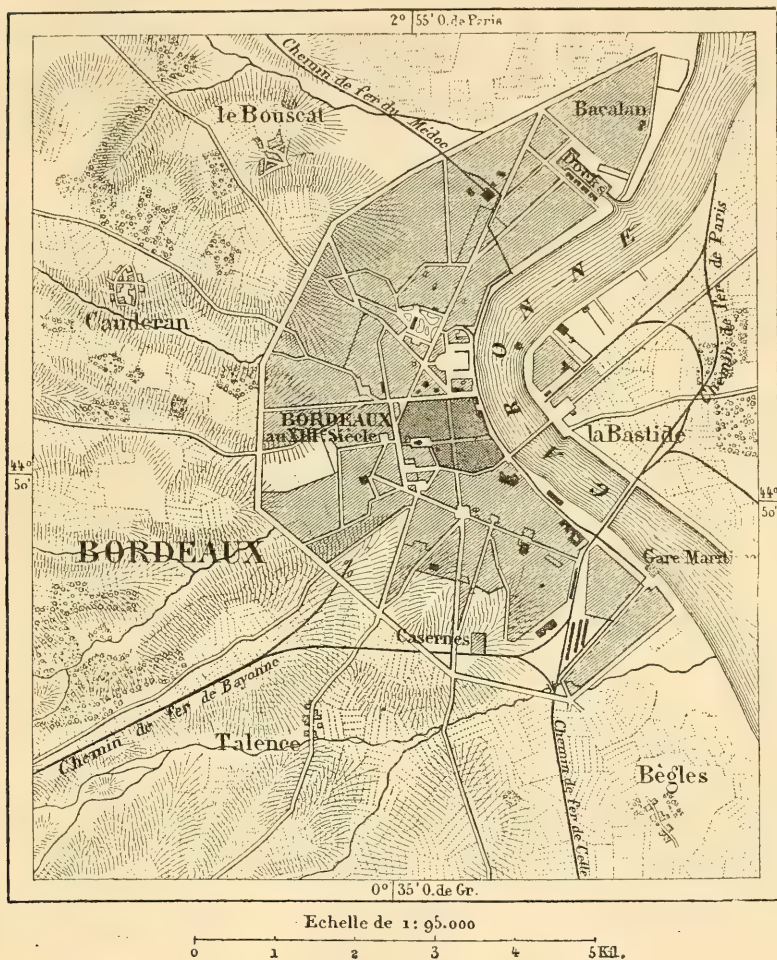 2° 55' O. de Paris
Chemin de fer du Médoc
le Bouscat
Bacalan
Docks
Chemin de fer de Paris
Caudéran
GARONNE
BORDEAUX
au XIIIe Siècle
la Bastide
44°
50'
44°
50'
BORDEAUX
Gare Marit
Casernes
Chemin de fer de Bayonne
Talence
Chemin de fer de Cette
Bègles
0° 35' O. de Gr.
Echelle de 1 : 95.000
0 1 2 3 4 5 Kil.